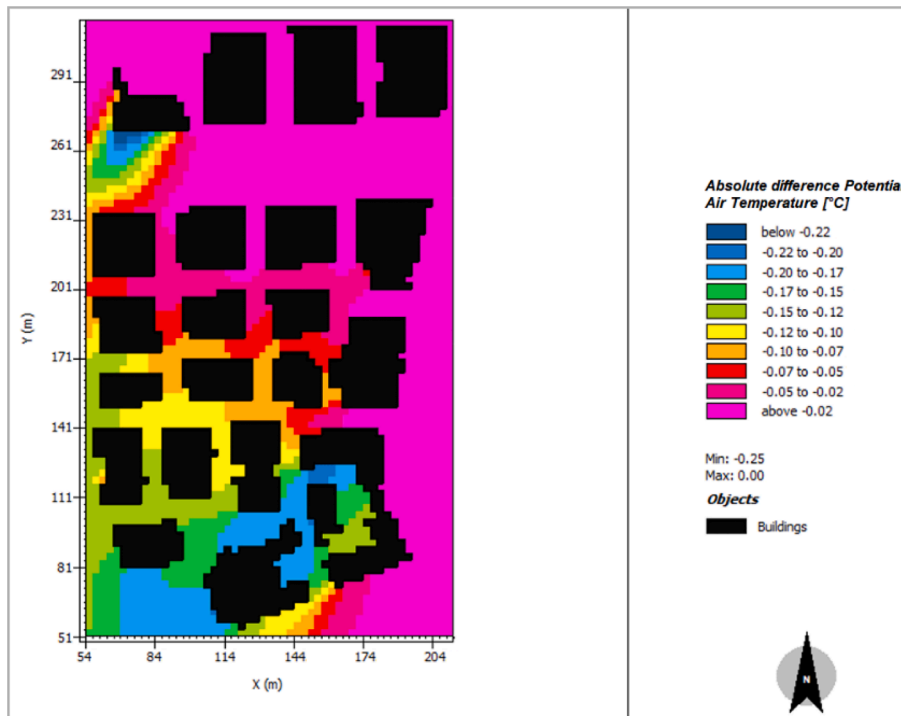 291
261
231
201
171
141
111
81
51
Y (m)
54 84 114 144 174 204
X (m)
Absolute difference Potential
Air Temperature [°C]
below -0.22
-0.22 to -0.20
-0.20 to -0.17
-0.17 to -0.15
-0.15 to -0.12
-0.12 to -0.10
-0.10 to -0.07
-0.07 to -0.05
-0.05 to -0.02
above -0.02
Min: -0.25
Max: 0.00
Objects
Buildings
N